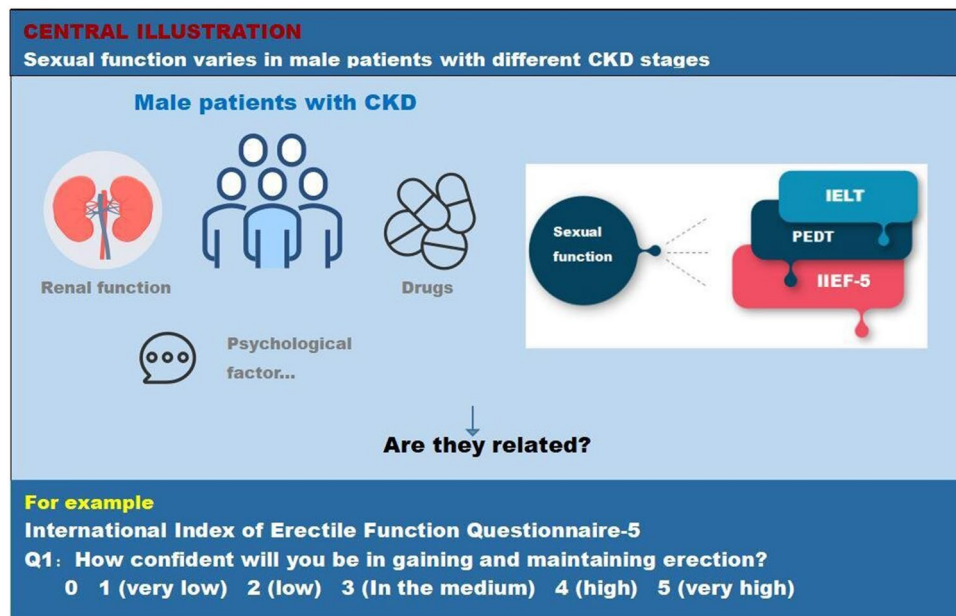 CENTRAL ILLUSTRATION
Sexual function varies in male patients with different CKD stages
Male patients with CKD
Renal function
Drugs
Psychological
factor...
Sexual
function
IELT
PEDT
IIEF-5
Are they related?
For example
International Index of Erectile Function Questionnaire-5
Q1: How confident will you be in gaining and maintaining erection?
0 1 (very low) 2 (low) 3 (In the medium) 4 (high) 5 (very high)